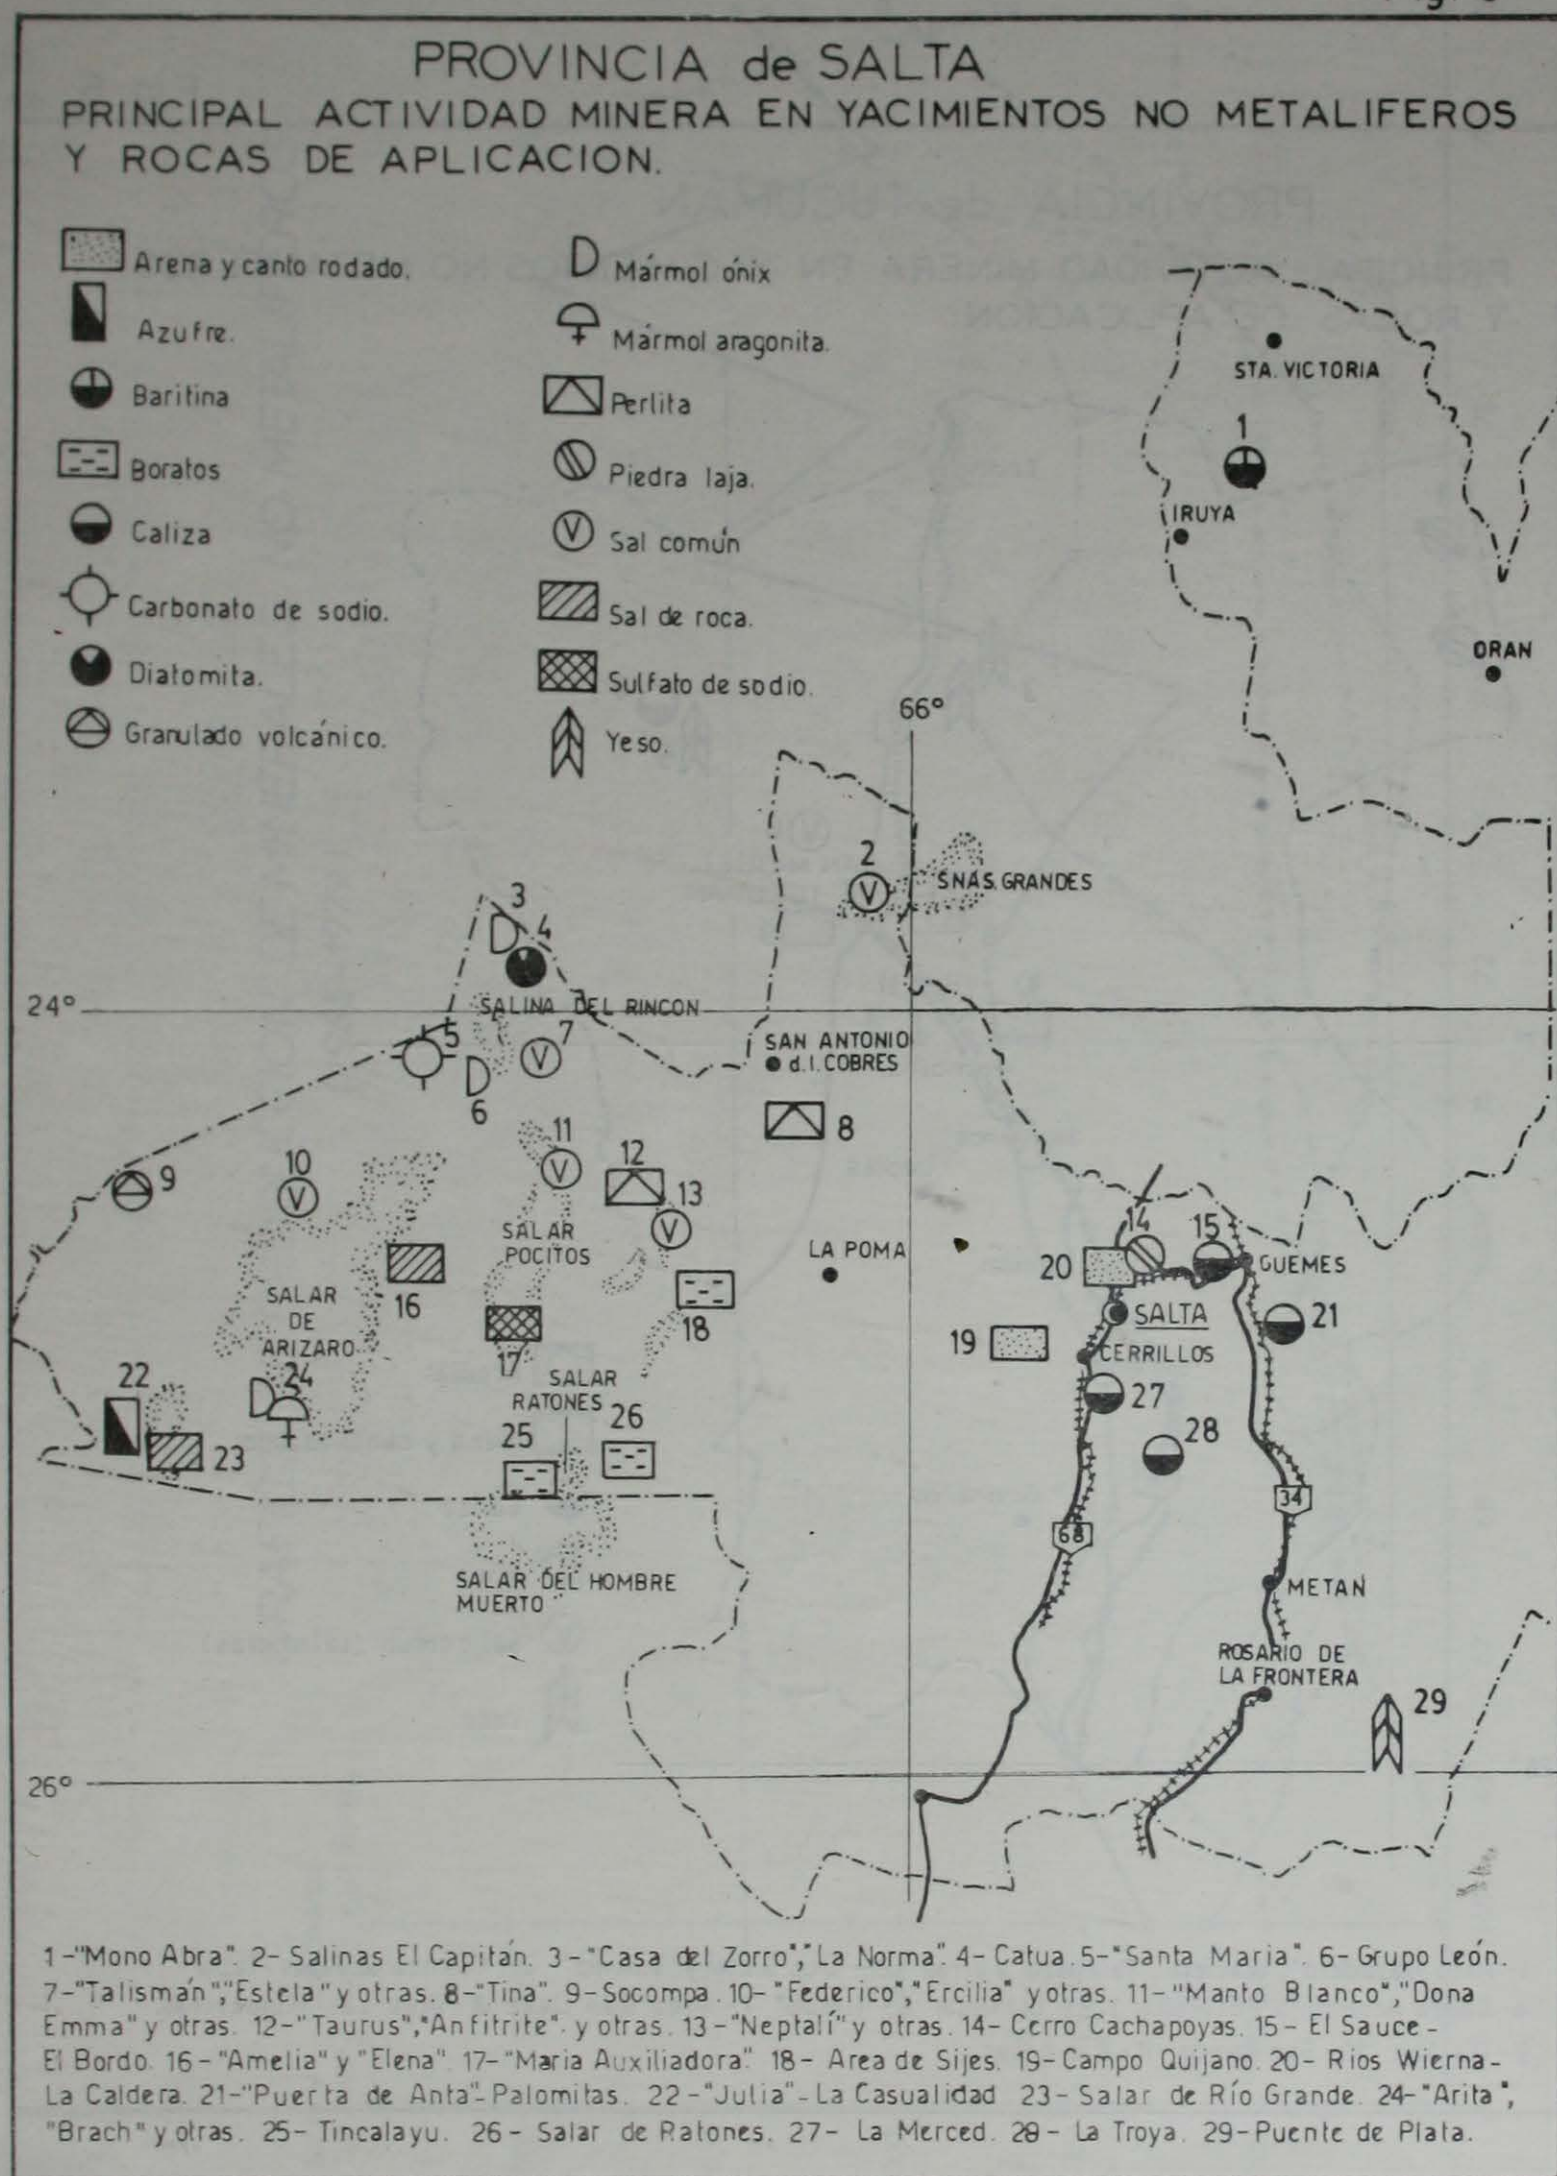 PROVINCIA de SALTA
PRINCIPAL ACTIVIDAD MINERA EN YACIMIENTOS NO METALIFEROS
Y ROCAS DE APLICACION.
Arena y canto rodado.
Azufre.
Baritina
Boratos
Caliza
Carbonato de sodio.
Diatomita.
Granulado volcánico.
Mármol ónix
Mármol aragonita.
Perlita
Piedra laja.
V Sal común
Sal de roca.
Sulfato de sodio.
Yeso.
STA. VICTORIA
1
IRUYA
ORAN
66°
2
V
SNAS. GRANDES
3
4
24°
SALINA DEL RINCON
5
7
V
6
SAN ANTONIO
d.l. COBRES
8
9
10
V
11
V
12
13
V
SALAR
POCITOS
LA POMA
14
15
20
GUEMES
16
SALAR
DE
ARIZARO
17
18
SALTA
21
19
CERRILLOS
22
24
SALAR
RATONES
27
23
25
26
28
34
68
SALAR DEL HOMBRE
MUERTO
METAN
ROSARIO DE
LA FRONTERA
29
26°
1-"Mono Abra". 2- Salinas El Capitán. 3-"Casa del Zorro","La Norma". 4- Catua. 5-"Santa Maria". 6- Grupo León.
7-"Talismán","Estela" y otras. 8-"Tina". 9-Socompa. 10- "Federico","Ercilia" y otras. 11- "Manto Blanco","Dona
Emma" y otras. 12-"Taurus","Anfitrite". y otras. 13-"Neptalí" y otras. 14- Cerro Cachapoyas. 15- El Sauce-
El Bordo. 16-"Amelia" y "Elena". 17-"Maria Auxiliadora". 18- Area de Sijes. 19-Campo Quijano. 20- Rios Wierna-
La Caldera. 21-"Puerta de Anta"-Palomitas. 22-"Julia"-La Casualidad 23- Salar de Río Grande. 24-"Arita",
"Brach" y otras. 25- Tincalayu. 26- Salar de Ratones. 27- La Merced. 28- La Troya. 29-Puente de Plata.